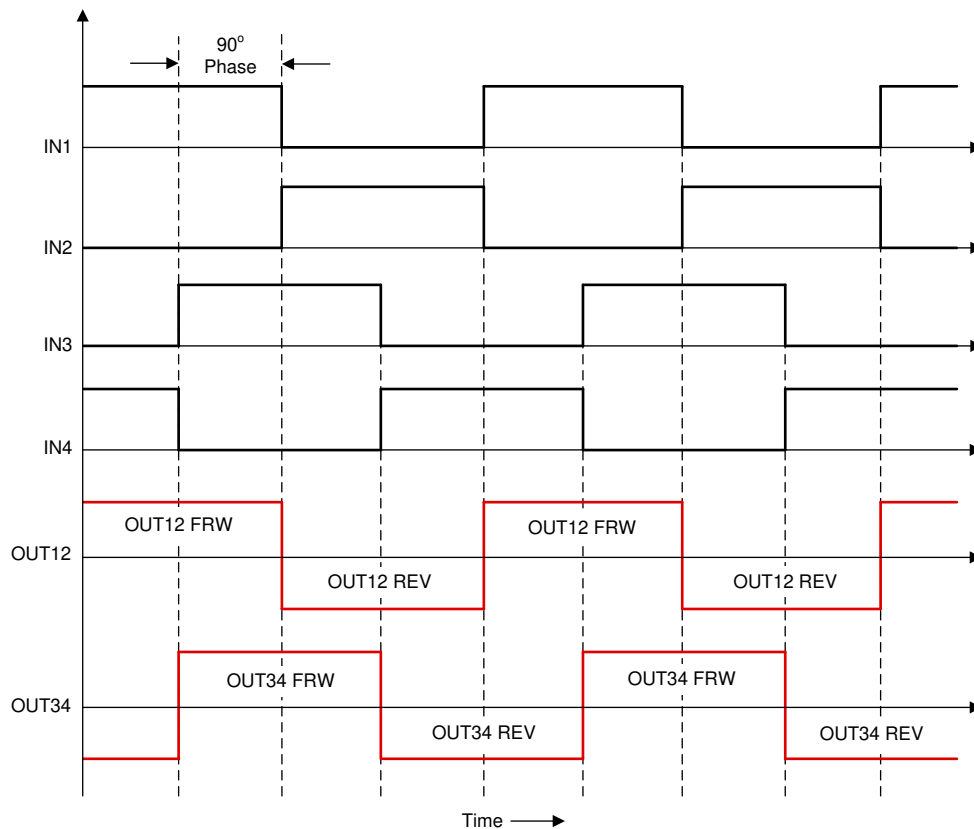 90o
Phase
IN1
IN2
IN3
IN4
OUT12 FRW
OUT12 FRW
OUT12
OUT12 REV
OUT12 REV
OUT34 FRW
OUT34 FRW
OUT34
OUT34 REV
OUT34 REV
Time